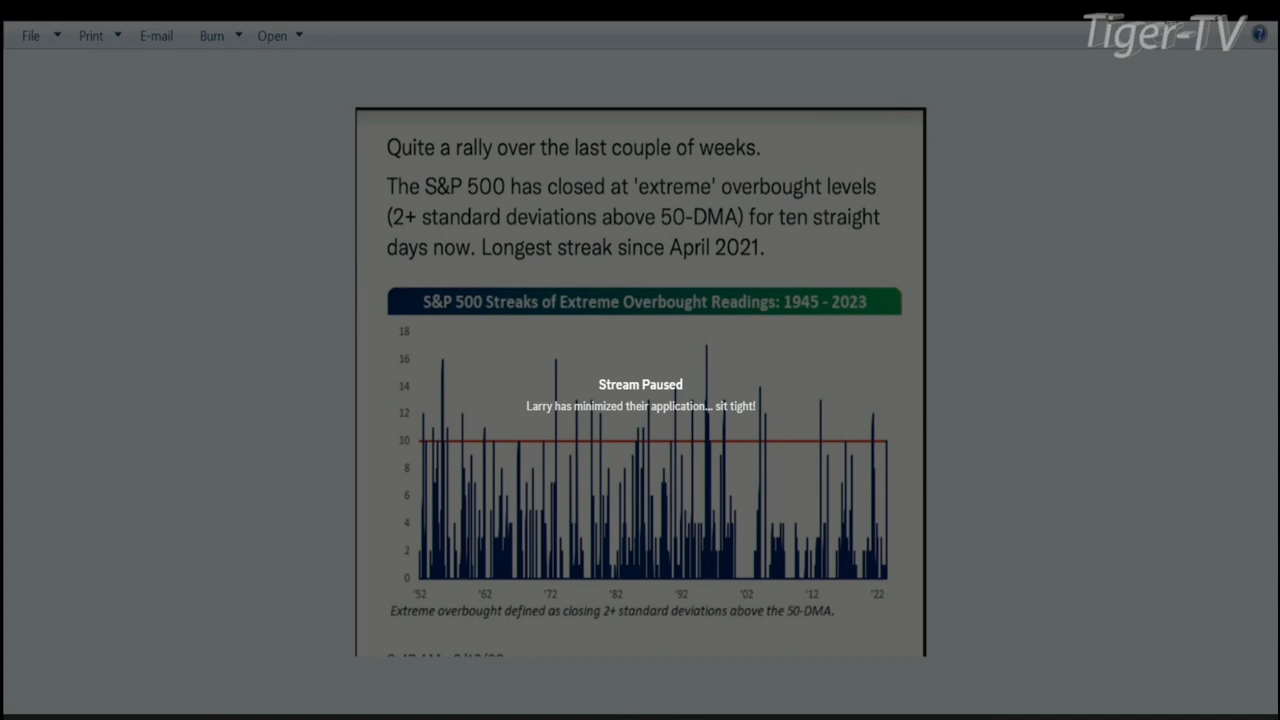 File Print E-mail Burn Open
Tiger-TV
Quite a rally over the last couple of weeks.
The S&P 500 has closed at 'extreme' overbought levels
(2+ standard deviations above 50-DMA) for ten straight
days now. Longest streak since April 2021.
S&P 500 Streaks of Extreme Overbought Readings: 1945 - 2023
18
16
14
Stream Paused
Larry has minimized their application... sit tight!
12
10
8
6
4
2
0
'52 '62 '72 '82 '92 '02 '12 '22
Extreme overbought defined as closing 2+ standard deviations above the 50-DMA.